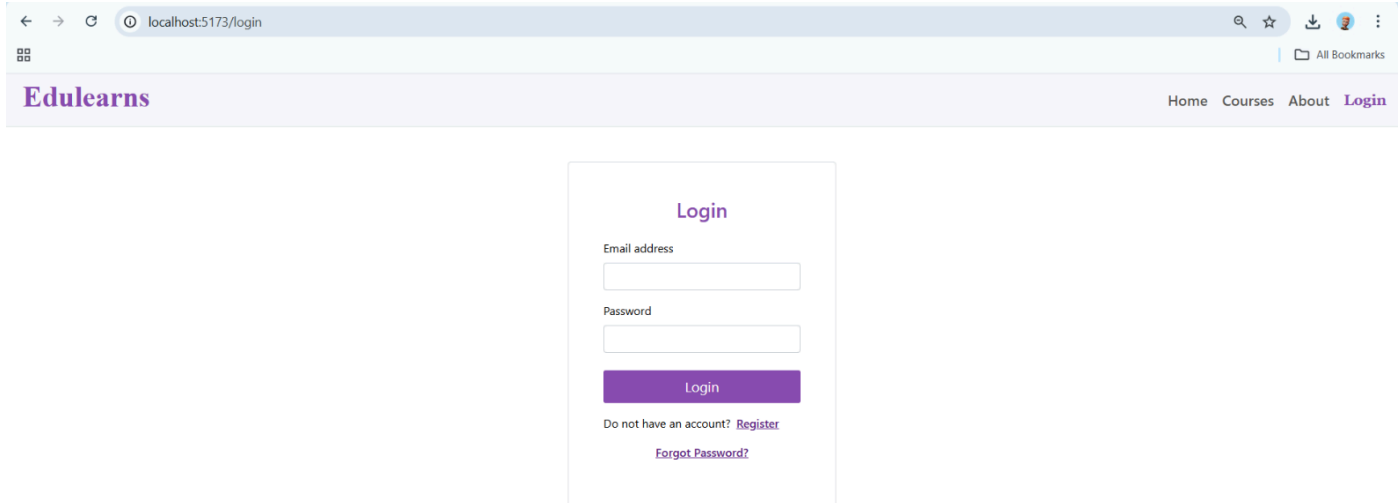 localhost:5173/login
All Bookmarks
Edulearns
Home Courses About Login
Login
Email address
Password
Login
Do not have an account? Register
Forgot Password?